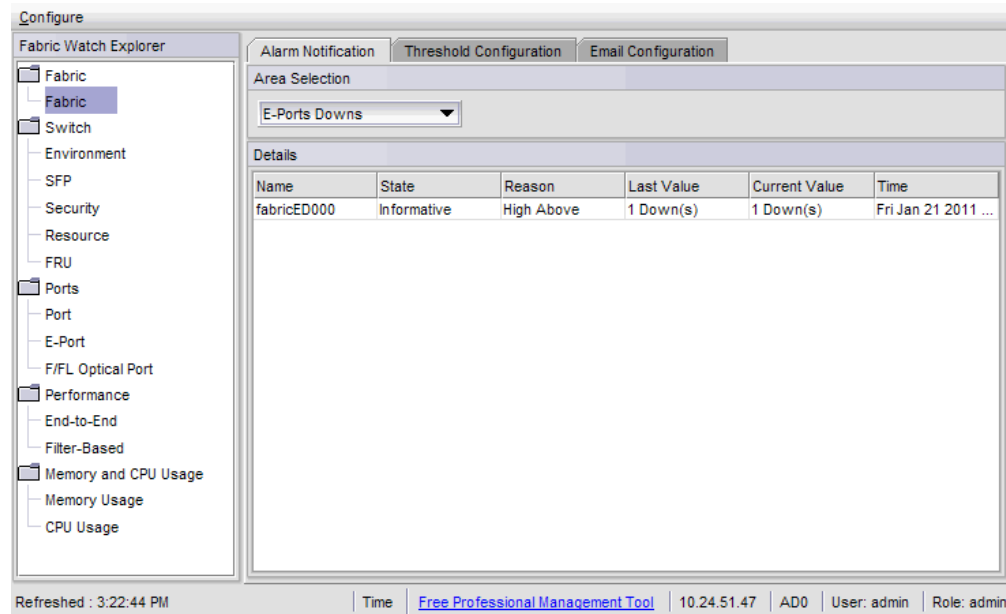 Configure
Fabric Watch Explorer
Fabric
Fabric
Switch
Environment
SFP
Security
Resource
FRU
Ports
Port
E-Port
F/FL Optical Port
Performance
End-to-End
Filter-Based
Memory and CPU Usage
Memory Usage
CPU Usage
Alarm Notification Threshold Configuration Email Configuration
Area Selection
E-Ports Downs
Details
Name State Reason Last Value Current Value Time
fabricED000 Informative High Above 1 Down(s) 1 Down(s) Fri Jan 21 2011 ...
Refreshed : 3:22:44 PM Time Free Professional Management Tool 10.24.51.47 AD0 User: admin Role: admin